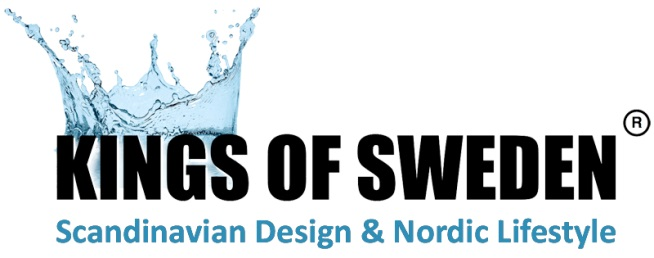 KINGS OF SWEDEN®
Scandinavian Design & Nordic Lifestyle